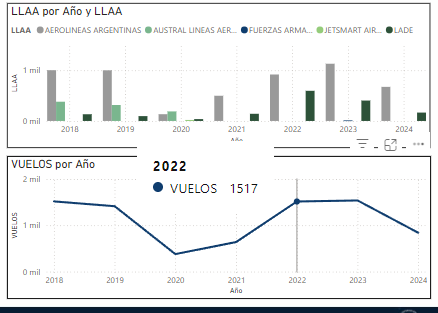 LLAA por Año y LLAA
LLAA AEROLINEAS ARGENTINAS AUSTRAL LINEAS AER... FUERZAS ARMA... JETSMART AIR... LADE
LLAA
1 mil
0 mil
2018 2019 2020 2021 2022 2023 2024
Año
VUELOS por Año
2022
VUELOS 1517
VUELOS
2 mil
1 mil
0 mil
2018 2019 2020 2021 2022 2023 2024
Año